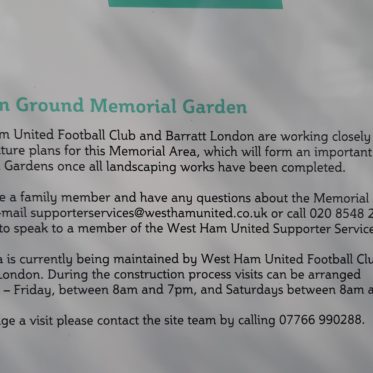 n Ground Memorial Garden
m United Football Club and Barratt London are working closely
ture plans for this Memorial Area, which will form an important
Gardens once all landscaping works have been completed.
e a family member and have any questions about the Memorial
-mail supporterservices@westhamunited.co.uk or call 020 8548 2
to speak to a member of the West Ham United Supporter Service
a is currently being maintained by West Ham United Football Clu
London. During the construction process visits can be arranged
– Friday, between 8am and 7pm, and Saturdays between 8am a
ge a visit please contact the site team by calling 07766 990288.